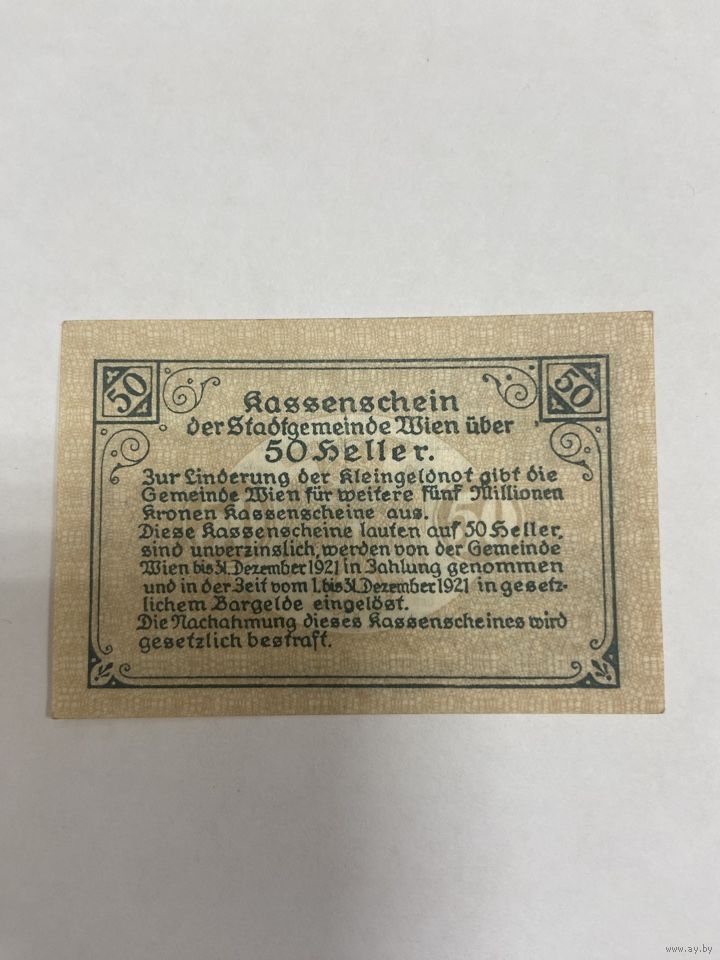 50 50
Kassenschein
der Stadtgemeinde Wien über
50 Heller.
Zur Linderung der Kleingeldnot gibt die
Gemeinde Wien für weitere fünf Millionen
Kronen Kassenscheine aus.
Diese Kassenscheine lauten auf 50 Heller,
sind unverzinslich, werden von der Gemeinde
Wien bis 31. Dezember 1921 in Zahlung genommen
und in der Zeit vom 1. bis 31. Dezember 1921 in gesetz-
lichem Bargelde eingelöst.
Die Nachahmung dieses Kassenscheines wird
gesetzlich bestraft.
50
www.ay.by